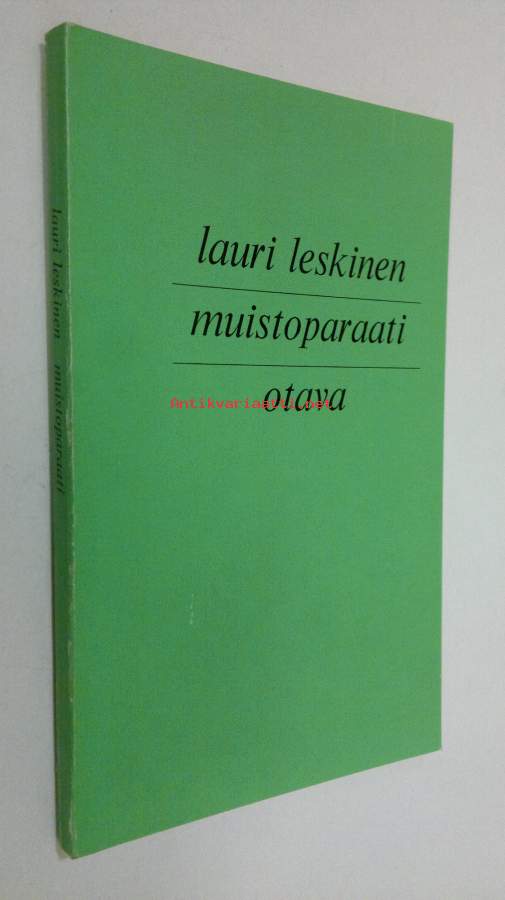 lauri leskinen
muistoparaati
otava
Antikvariaatti.net
lauri leskinen muistoparaati